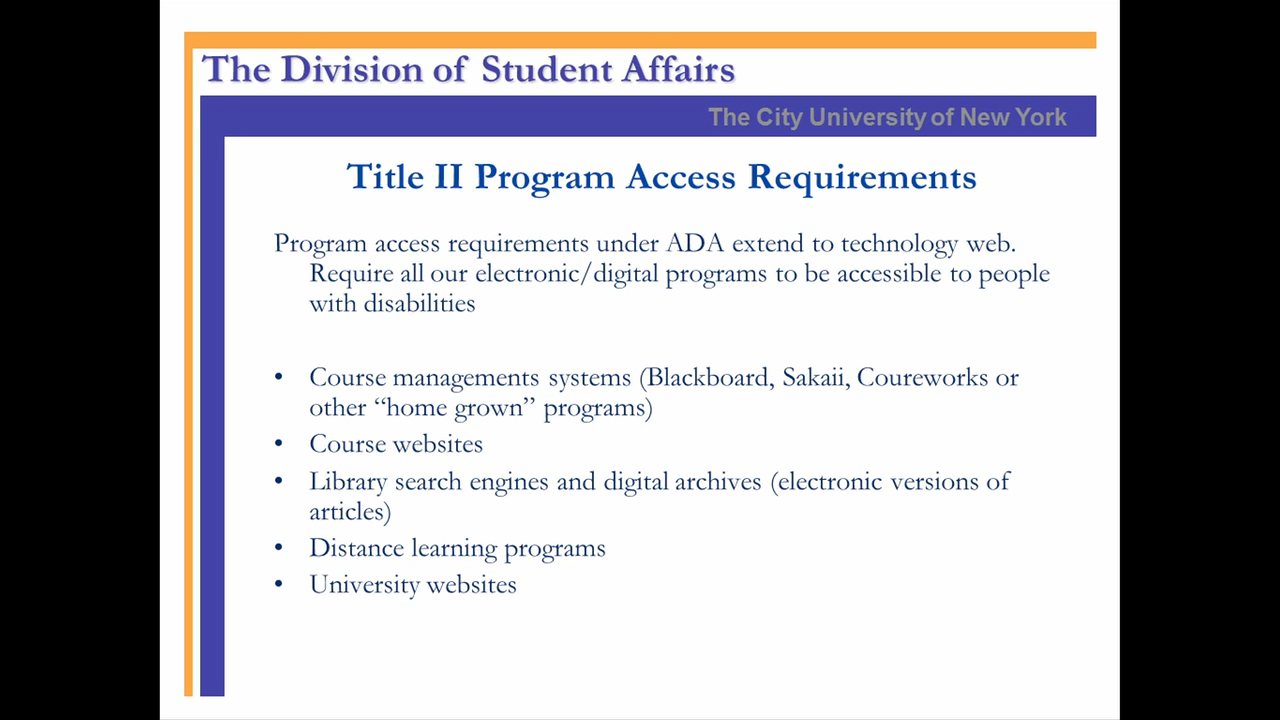 The Division of Student Affairs
The City University of New York
Title II Program Access Requirements
Program access requirements under ADA extend to technology web.
Require all our electronic/digital programs to be accessible to people
with disabilities
• Course managements systems (Blackboard, Sakaii, Coureworks or
other “home grown” programs)
• Course websites
• Library search engines and digital archives (electronic versions of
articles)
• Distance learning programs
• University websites